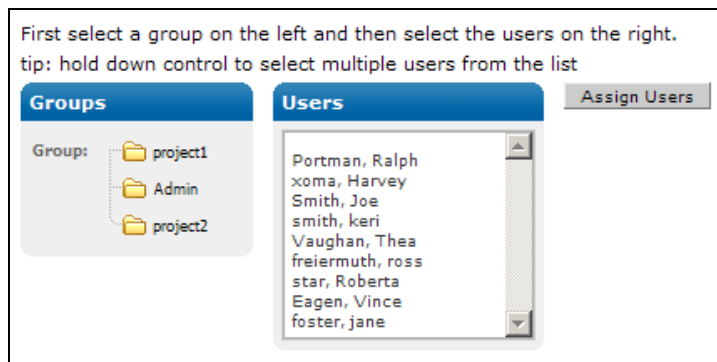 First select a group on the left and then select the users on the right.
tip: hold down control to select multiple users from the list
Groups
Group:
project1
Admin
project2
Users
Portman, Ralph
xoma, Harvey
Smith, Joe
smith, keri
Vaughan, Thea
freiermuth, ross
star, Roberta
Eagen, Vince
foster, jane
Assign Users